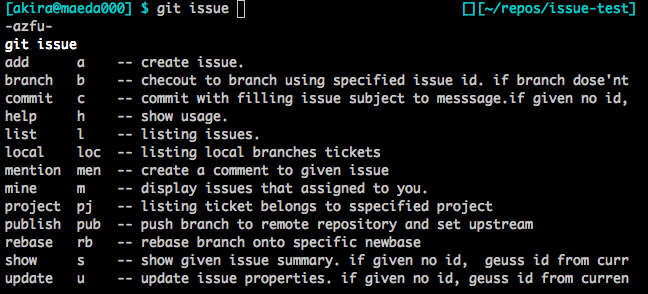 [akira@maeda000] $ git issue [][~/repos/issue-test]
-azfu-
git issue
add a -- create issue.
branch b -- checout to branch using specified issue id. if branch dose'nt
commit c -- commit with filling issue subject to messsage.if given no id,
help h -- show usage.
list l -- listing issues.
local loc -- listing local branches tickets
mention men -- create a comment to given issue
mine m -- display issues that assigned to you.
project pj -- listing ticket belongs to sspecified project
publish pub -- push branch to remote repository and set upstream
rebase rb -- rebase branch onto specific newbase
show s -- show given issue summary. if given no id,  geuss id from curr
update u -- update issue properties. if given no id, geuss id from curren